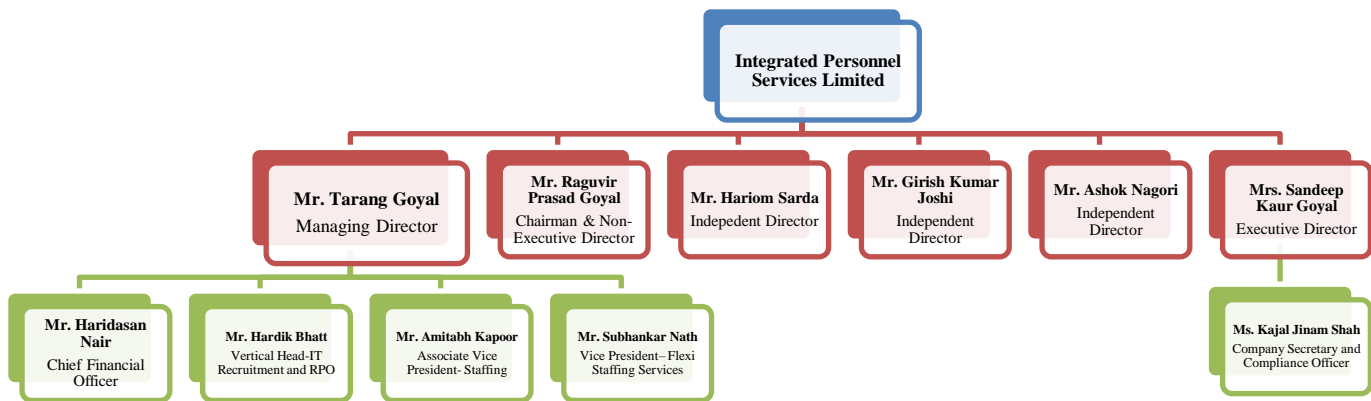 Integrated Personnel
Services Limited
Mr. Tarang Goyal
Managing Director
Mr. Raguvir
Prasad Goyal
Chairman & Non-
Executive Director
Mr. Hariom Sarda
Indepedent Director
Mr. Girish Kumar
Joshi
Independent
Director
Mr. Ashok Nagori
Independent
Director
Mrs. Sandeep
Kaur Goyal
Executive Director
Mr. Haridasan
Nair
Chief Financial
Officer
Mr. Hardik Bhatt
Vertical Head-IT
Recruitment and RPO
Mr. Amitabh Kapoor
Associate Vice
President- Staffing
Mr. Subhankar Nath
Vice President– Flexi
Staffing Services
Ms. Kajal Jinam Shah
Company Secretary and
Compliance Officer